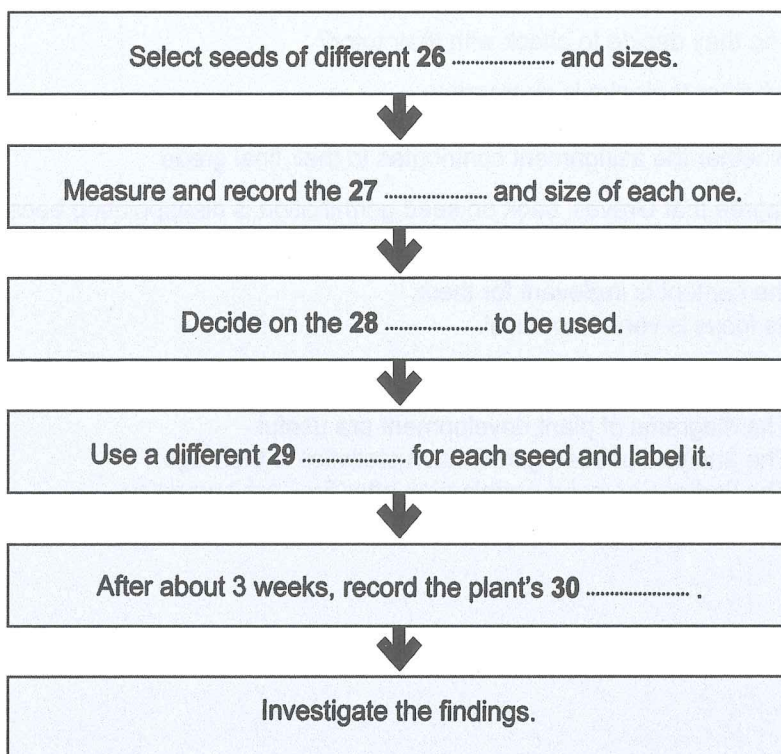 Select seeds of different 26 .................... and sizes.
Measure and record the 27 .................... and size of each one.
Decide on the 28 .................... to be used.
Use a different 29 .................... for each seed and label it.
After about 3 weeks, record the plant's 30 .................... .
Investigate the findings.